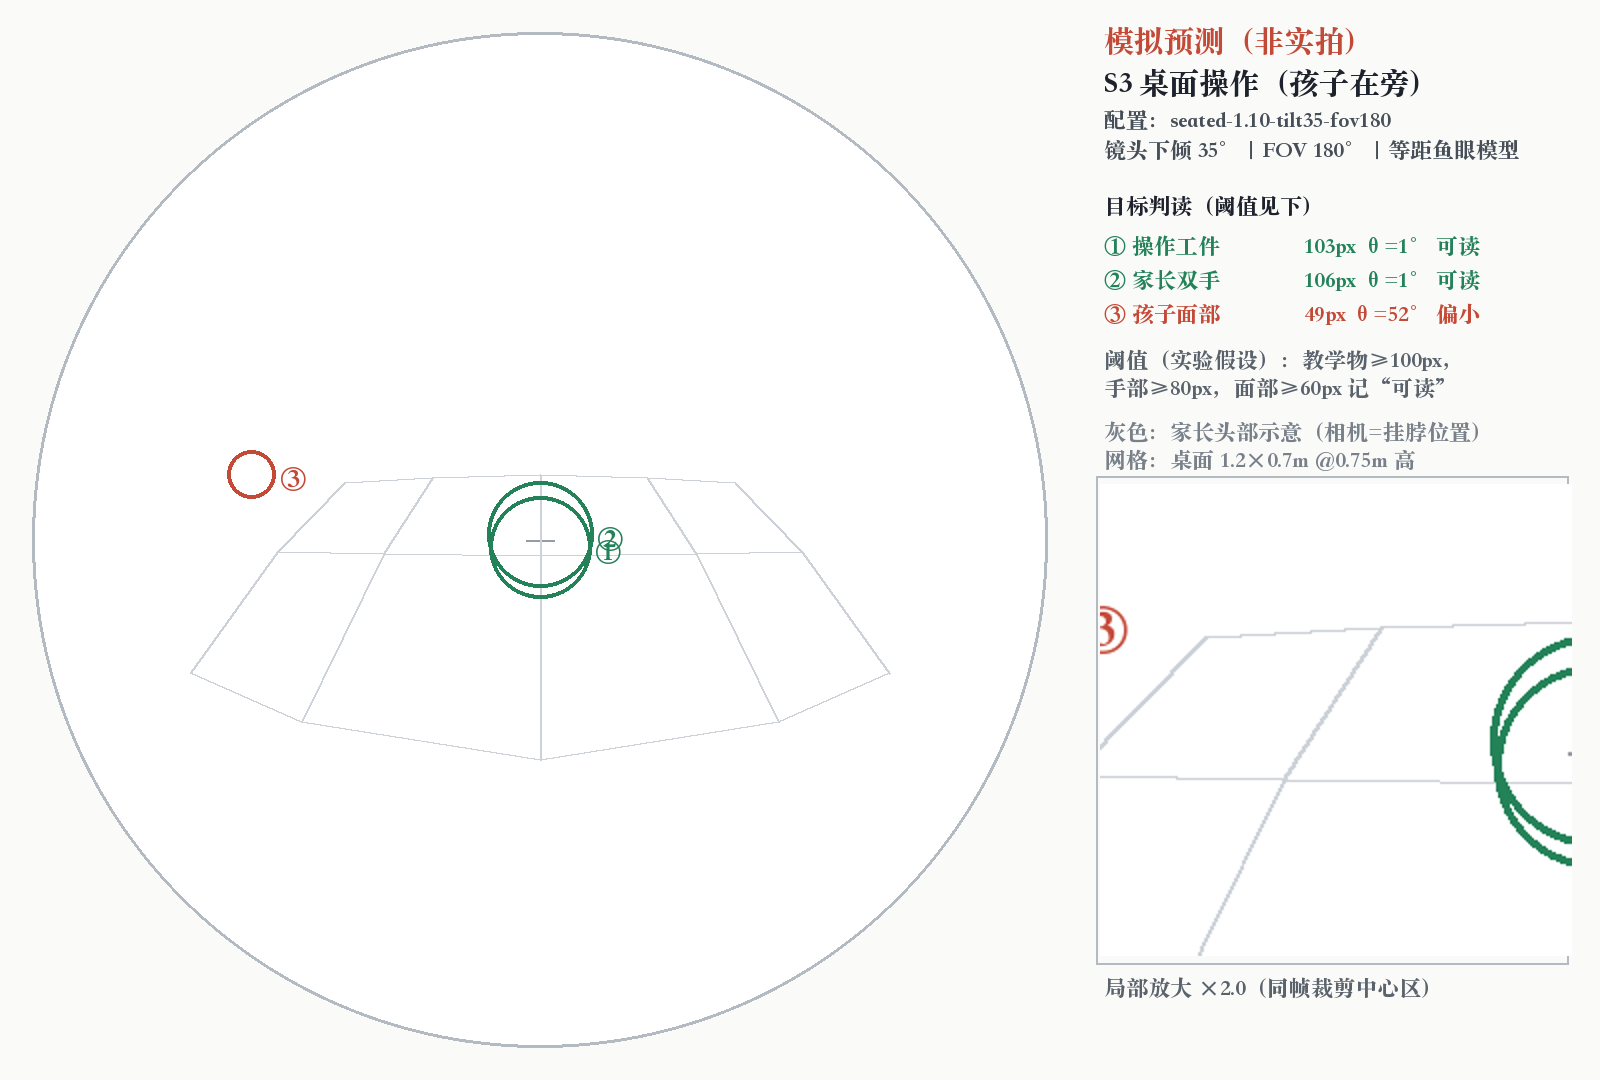 模拟预测（非实拍）
S3 桌面操作（孩子在旁）
配置：seated-1.10-tilt35-fov180
镜头下倾 35° | FOV 180° | 等距鱼眼模型
目标判读（阈值见下）
① 操作工件 103px θ=1° 可读
② 家长双手 106px θ=1° 可读
③ 孩子面部 49px θ=52° 偏小
阈值（实验假设）：教学物≥100px，
手部≥80px，面部≥60px 记“可读”
灰色：家长头部示意（相机=挂脖位置）
网格：桌面 1.2×0.7m @0.75m 高
③
②
①
③
局部放大 ×2.0（同帧裁剪中心区）